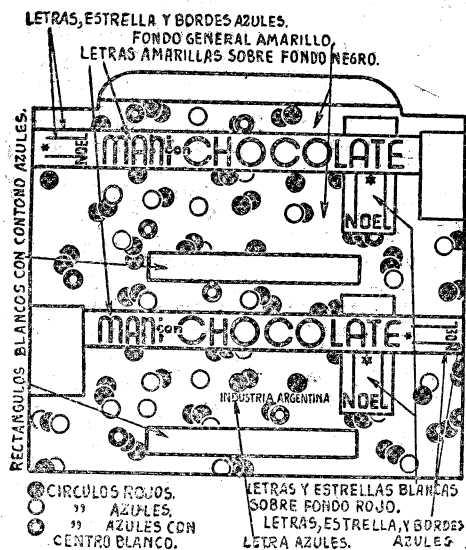 LETRAS, ESTRELLA Y BORDES AZULES.
FONDO GENERAL AMARILLO.
LETRAS AMARILLAS SOBRE FONDO NEGRO.
RECTANGULOS BLANCOS CON CONTONO AZULES.
NOEL MANI con CHOCOLATE
NOEL
MANI con CHOCOLATE NOEL
INDUSTRIA ARGENTINA
NOEL
CIRCULOS ROJOS.
" AZULES.
" AZULES CON
CENTRO BLANCO.
LETRAS Y ESTRELLAS BLANCAS
SOBRE FONDO ROJO.
LETRAS, ESTRELLA, Y BORDES
AZULES
LETRA AZULES.